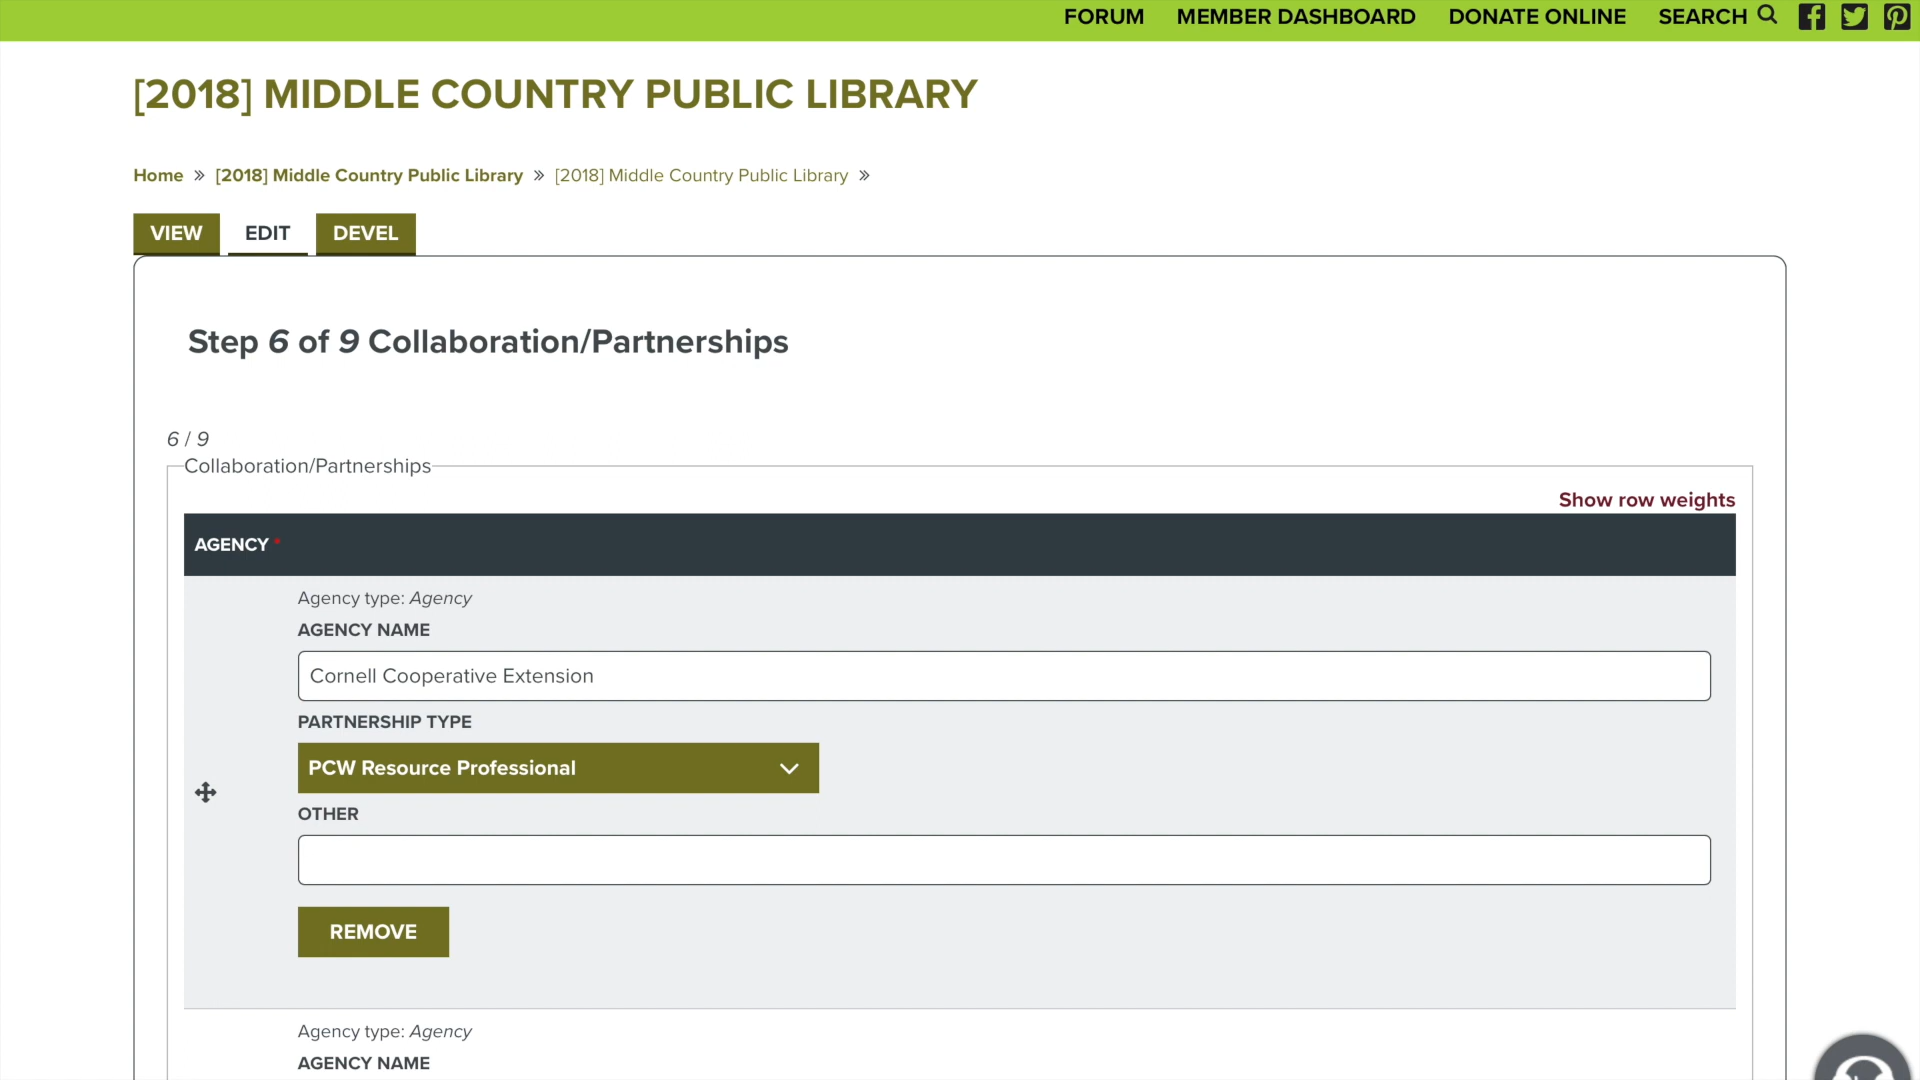 FORUM MEMBER DASHBOARD DONATE ONLINE SEARCH
[2018] MIDDLE COUNTRY PUBLIC LIBRARY
Home » [2018] Middle Country Public Library » [2018] Middle Country Public Library »
VIEW EDIT DEVEL
Step 6 of 9 Collaboration/Partnerships
6 / 9
Collaboration/Partnerships
Show row weights
AGENCY *
Agency type: Agency
AGENCY NAME
Cornell Cooperative Extension
PARTNERSHIP TYPE
PCW Resource Professional
OTHER
REMOVE
Agency type: Agency
AGENCY NAME